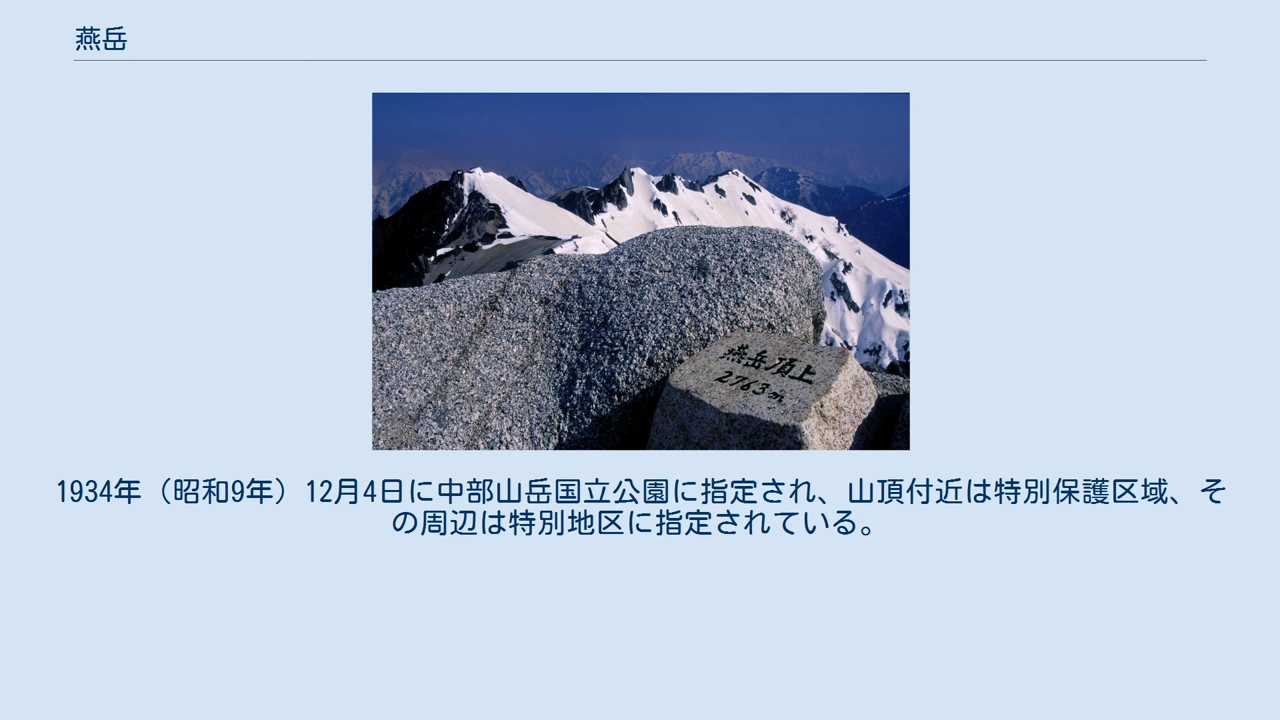 燕岳
燕岳頂上
2763m
1934年（昭和9年）12月4日に中部山岳国立公園に指定され、山頂付近は特別保護区域、そ
の周辺は特別地区に指定されている。